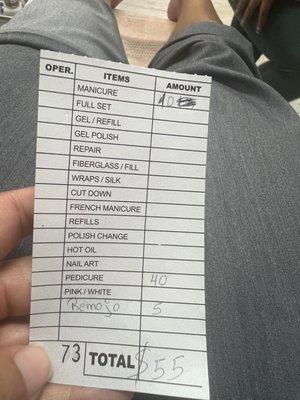 OPER. ITEMS AMOUNT
MANICURE 10
FULL SET
GEL / REFILL
GEL POLISH
REPAIR
FIBERGLASS / FILL
WRAPS / SILK
CUT DOWN
FRENCH MANICURE
REFILLS
POLISH CHANGE
HOT OIL
NAIL ART
PEDICURE 40
PINK / WHITE
Remojo 5
73 TOTAL $55